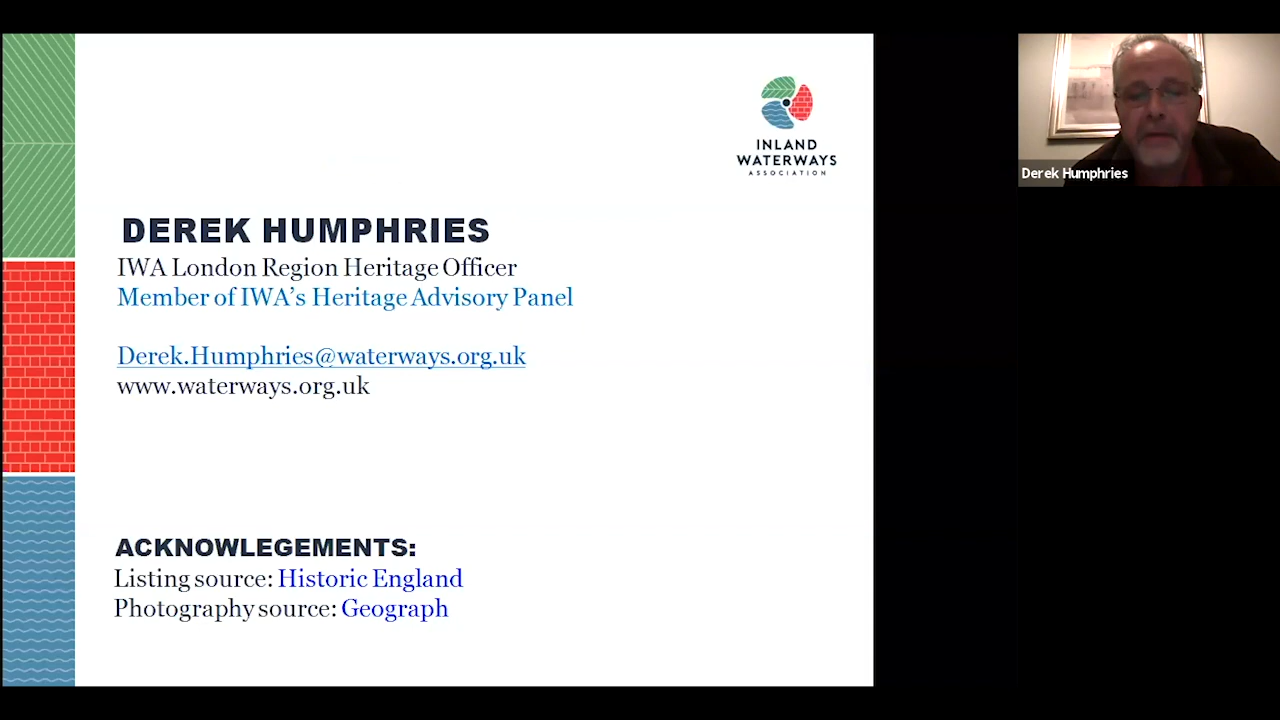 INLAND
WATERWAYS
ASSOCIATION
DEREK HUMPHRIES
IWA London Region Heritage Officer
Member of IWA’s Heritage Advisory Panel
Derek.Humphries@waterways.org.uk
www.waterways.org.uk
ACKNOWLEGEMENTS:
Listing source: Historic England
Photography source: Geograph
Derek Humphries